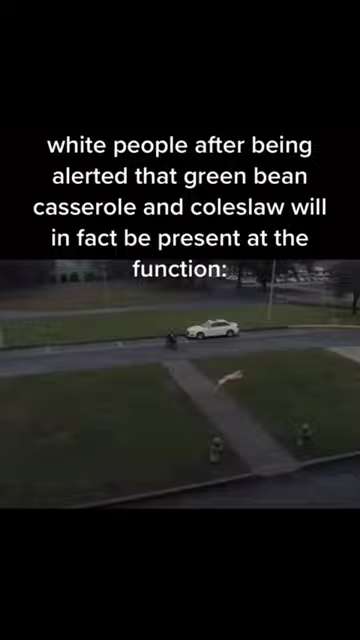 white people after being
alerted that green bean
casserole and coleslaw will
in fact be present at the
function: